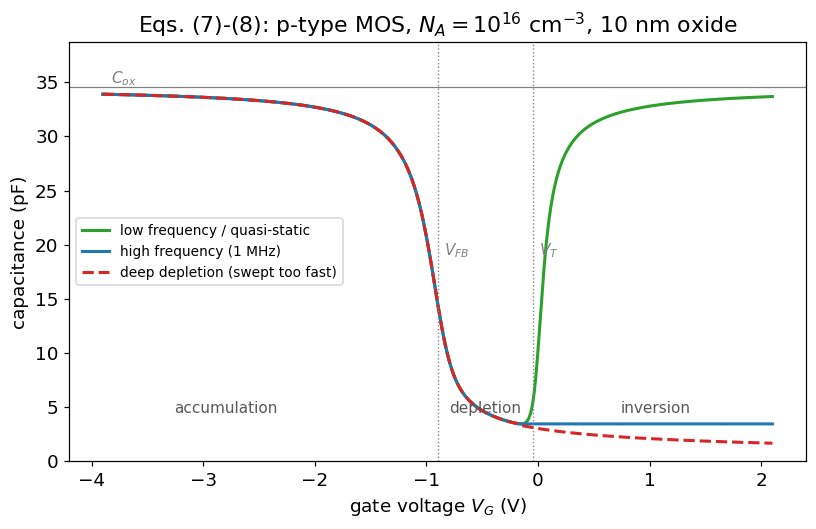 Eqs. (7)-(8): p-type MOS, N_A = 10^16 cm^−3, 10 nm oxide
C_ox
low frequency / quasi-static
high frequency (1 MHz)
deep depletion (swept too fast)
V_FB
V_T
accumulation
depletion
inversion
capacitance (pF)
35
30
25
20
15
10
5
0
−4
−3
−2
−1
0
1
2
gate voltage V_G (V)